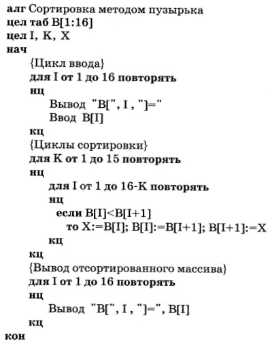 алг Сортировка методом пузырька
цел таб B[1:16]
цел I, K, X
нач
{Цикл ввода}
для I от 1 до 16 повторять
нц
Вывод "B[", I , "]="
Ввод B[I]
кц
{Циклы сортировки}
для K от 1 до 15 повторять
нц
для I от 1 до 16-K повторять
нц
если B[I]<B[I+1]
то X:=B[I]; B[I]:=B[I+1]; B[I+1]:=X
кц
кц
{Вывод отсортированного массива}
для I от 1 до 16 повторять
нц
Вывод "B[", I , "]=", B[I]
кц
кон